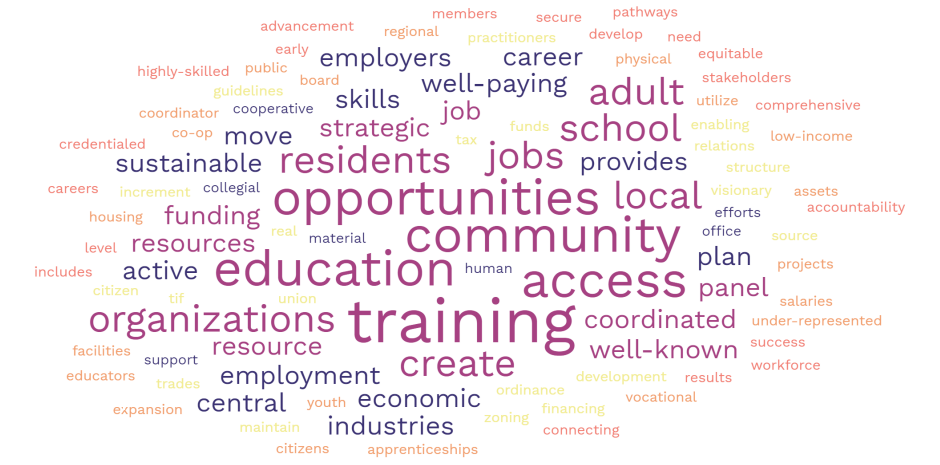 members secure pathways
advancement regional practitioners develop need
early employers career physical equitable
highly-skilled public board well-paying adult stakeholders
guidelines skills job utilize comprehensive
coordinator cooperative strategic tax funds school enabling low-income
credentialed co-op move relations
sustainable residents jobs provides structure
careers increment collegial opportunities local visionary assets
housing funding efforts accountability
level resources real material community office source
includes active education human access plan projects
citizen tif union panel salaries
organizations training coordinated under-represented
facilities resource well-known success
educators support create workforce
trades employment ordinance development results
expansion central youth economic zoning financing vocational
maintain industries connecting
citizens apprenticeships